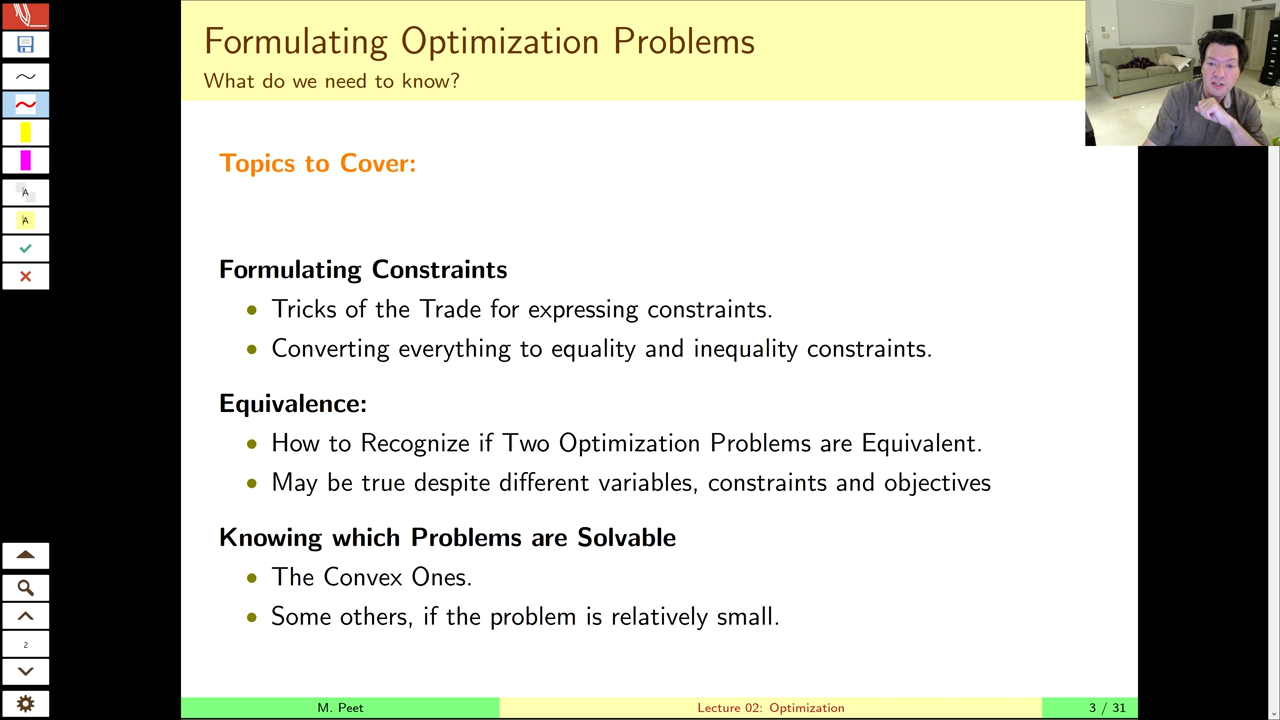 Formulating Optimization Problems
What do we need to know?
Topics to Cover:
Formulating Constraints
• Tricks of the Trade for expressing constraints.
• Converting everything to equality and inequality constraints.
Equivalence:
• How to Recognize if Two Optimization Problems are Equivalent.
• May be true despite different variables, constraints and objectives
Knowing which Problems are Solvable
• The Convex Ones.
• Some others, if the problem is relatively small.
A
A
2
M. Peet
Lecture 02: Optimization
3 / 31